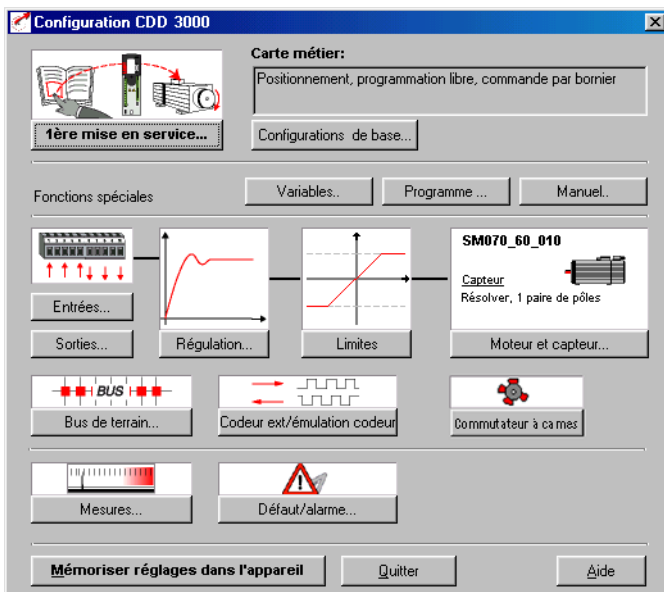 Configuration CDD 3000
Carte métier:
Positionnement, programmation libre, commande par bornier
1ère mise en service...
Configurations de base...
Fonctions spéciales
Variables..
Programme ...
Manuel..
SM070_60_010
Capteur
Résolver, 1 paire de pôles
Entrées...
Sorties...
Régulation...
Limites
Moteur et capteur...
BUS
Bus de terrain...
Codeur ext/émulation codeur
Commutateur à cames
Mesures...
Défaut/alarme...
Mémoriser réglages dans l'appareil
Quitter
Aide